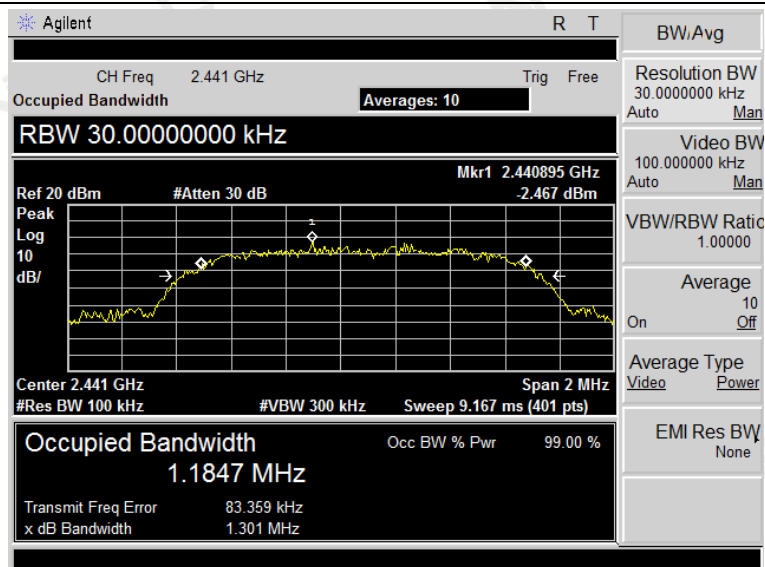 Agilent R T
CH Freq 2.441 GHz Trig Free
Occupied Bandwidth Averages: 10
RBW 30.00000000 kHz
Mkr1 2.440895 GHz
Ref 20 dBm #Atten 30 dB -2.467 dBm
Peak
Log
10
dB/
1
Center 2.441 GHz Span 2 MHz
#Res BW 100 kHz #VBW 300 kHz Sweep 9.167 ms (401 pts)
Occupied Bandwidth Occ BW % Pwr 99.00 %
1.1847 MHz
Transmit Freq Error 83.359 kHz
x dB Bandwidth 1.301 MHz
BW/Avg
Resolution BW
30.0000000 kHz
Auto Man
Video BW
100.000000 kHz
Auto Man
VBW/RBW Ratio
1.00000
Average
10
On Off
Average Type
Video Power
EMI Res BW
None